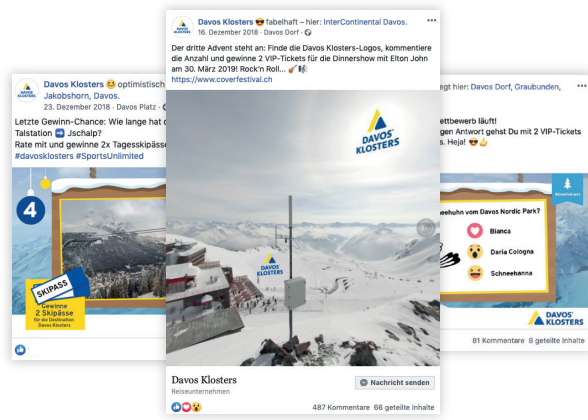 Davos Klosters 😎 fabelhaft – hier: InterContinental Davos.
16. Dezember 2018 · Davos Dorf ·
Der dritte Advent steht an: Finde die Davos Klosters-Logos, kommentiere
die Anzahl und gewinne 2 VIP-Tickets für die Dinnershow mit Elton John
am 30. März 2019! Rock'n Roll...
https://www.coverfestival.ch
DAVOS
KLOSTERS
DAVOS
KLOSTERS
Davos Klosters
Reiseunternehmen
Nachricht senden
487 Kommentare 66 geteilte Inhalte
Davos Klosters 😄 optimistisch
Jakobshorn, Davos.
23. Dezember 2018 · Davos Platz ·
Letzte Gewinn-Chance: Wie lange hat
Talstation ➡️ Jschalp?
Rate mit und gewinne 2x Tagesskipässe
#davosklosters #SportsUnlimited
4
SKIPASS
Gewinne
2 Skipässe
für die Destination
Davos Klosters
hier: Davos Dorf, Graubunden,
ettbewerb läuft!
gen Antwort gehst Du mit 2 VIP-Tickets
s. Heja! 😎👍
eehuhn vom Davos Nordic Park?
Bianca
Daria Cologna
Schneehanna
DAVOS
KLOSTERS
81 Kommentare 8 geteilte Inhalte